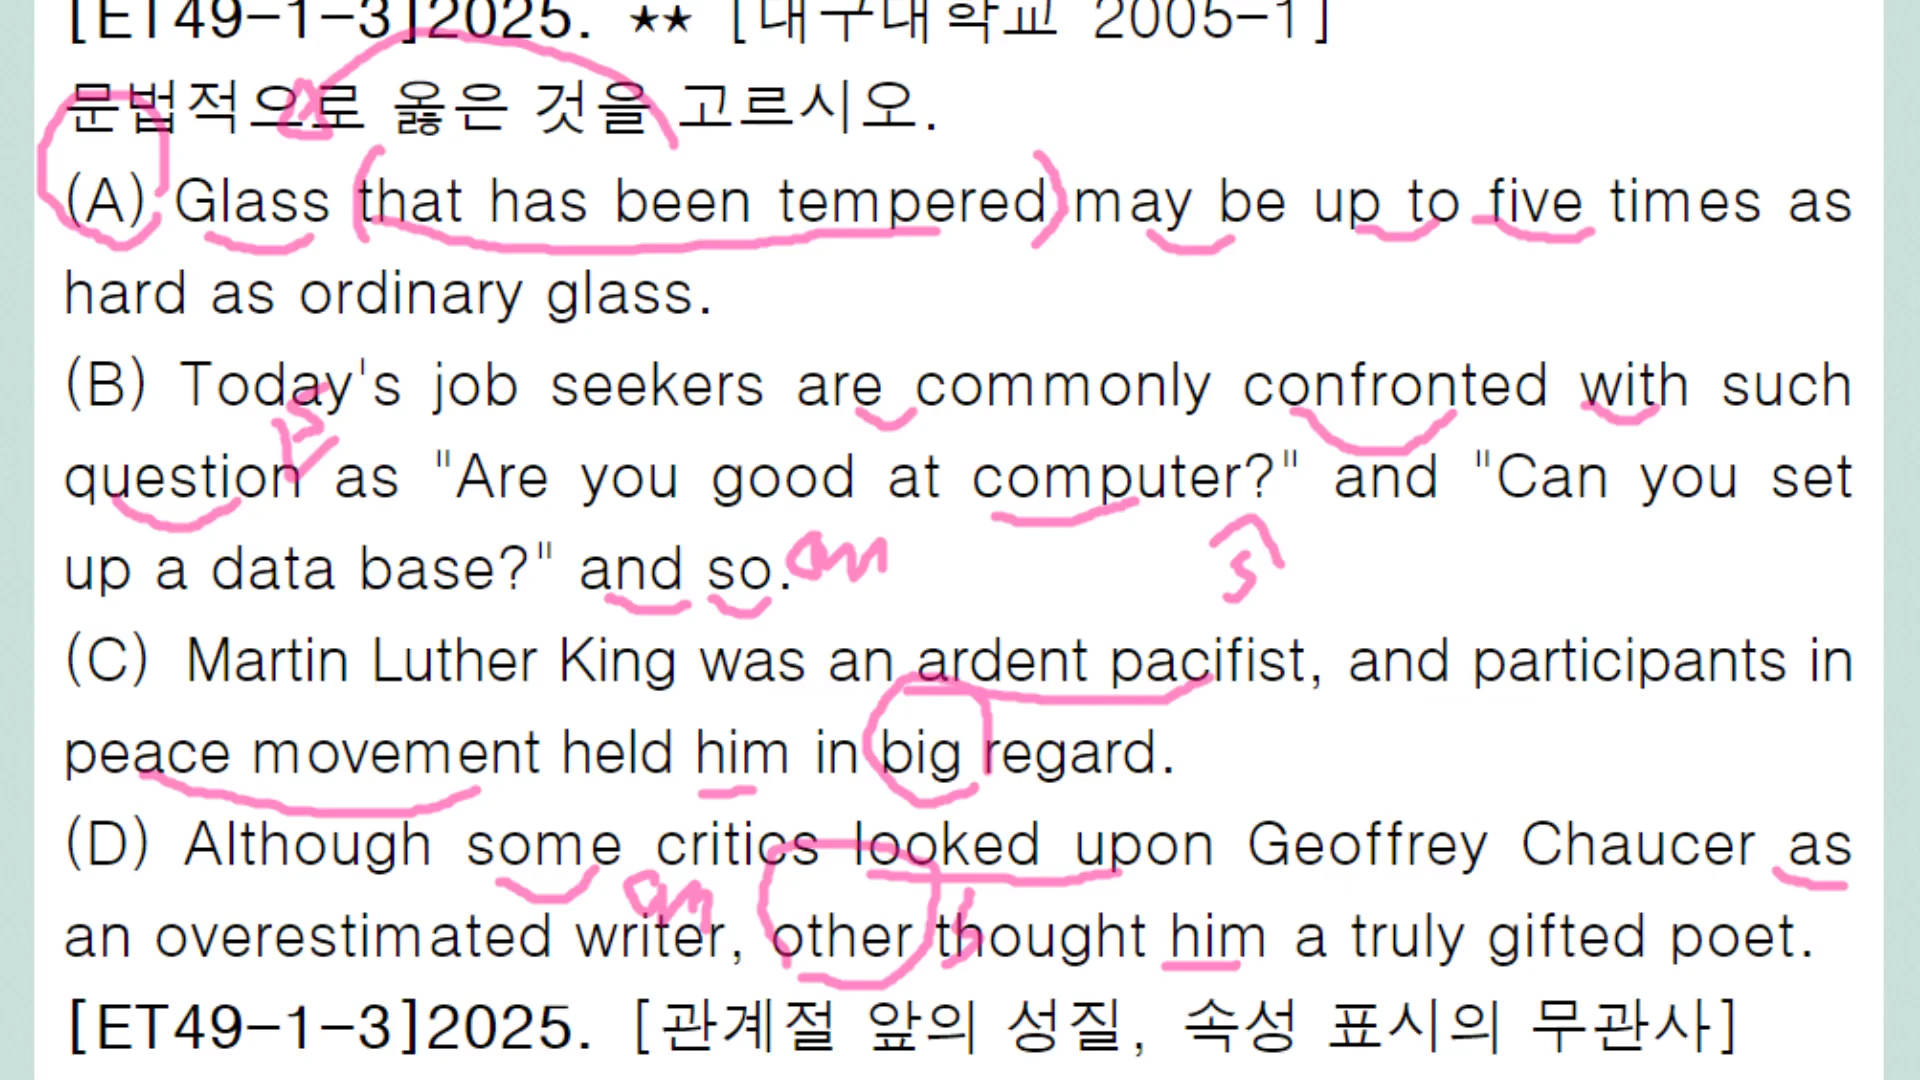 [ET49-1-3]2025. ★★ [대구대학교 2005-1]
문법적으로 옳은 것을 고르시오.
(A) Glass that has been tempered may be up to five times as
hard as ordinary glass.
(B) Today's job seekers are commonly confronted with such
s
question as "Are you good at computer?" and "Can you set
up a data base?" and so. on
s
(C) Martin Luther King was an ardent pacifist, and participants in
peace movement held him in big regard.
(D) Although some critics looked upon Geoffrey Chaucer as
an overestimated writer, other thought him a truly gifted poet.
s
[ET49-1-3]2025. [관계절 앞의 성질, 속성 표시의 무관사]